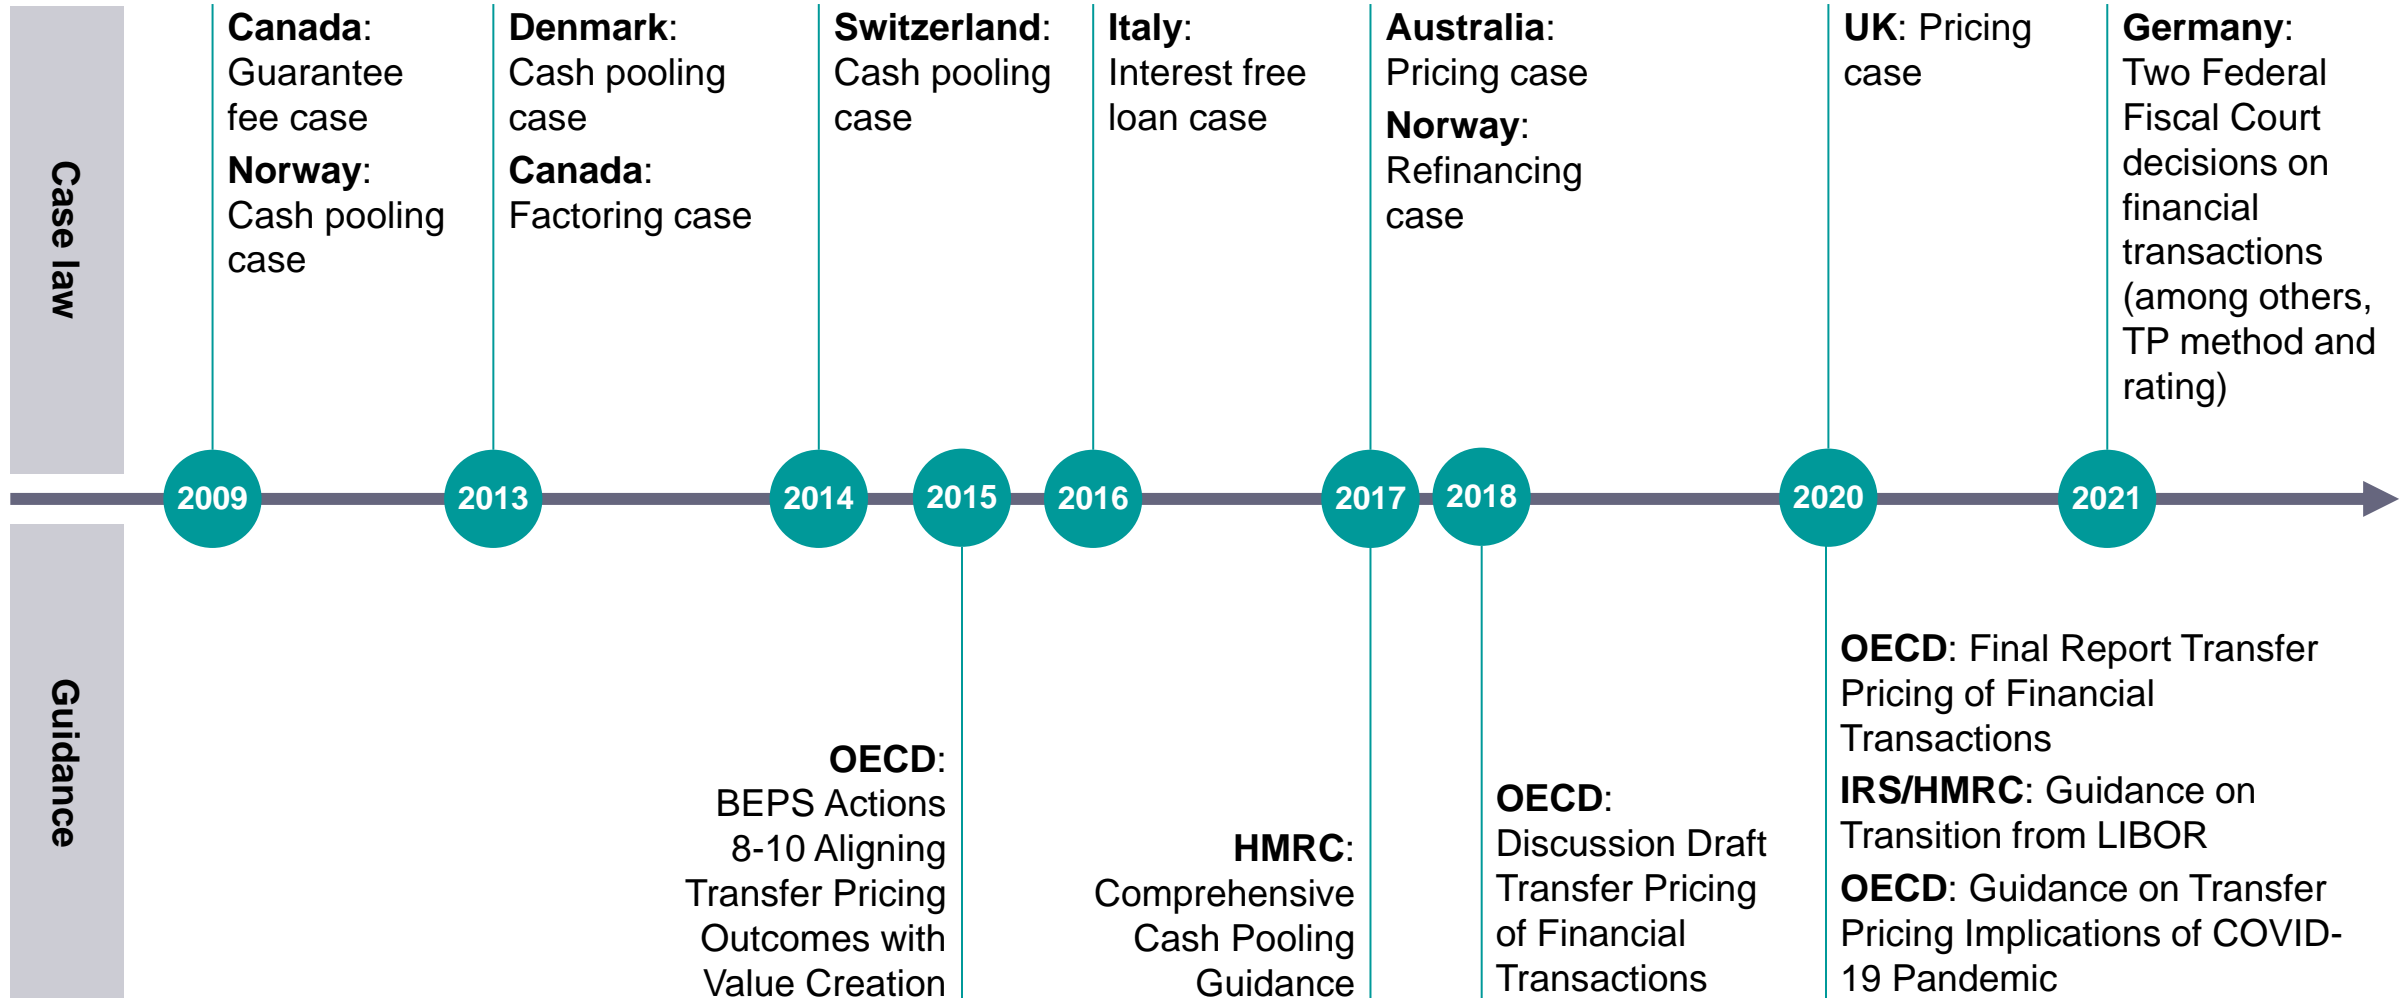 Case law
Canada:
Guarantee
fee case
Norway:
Cash pooling
case
Denmark:
Cash pooling
case
Canada:
Factoring case
Switzerland:
Cash pooling
case
Italy:
Interest free
loan case
Australia:
Pricing case
Norway:
Refinancing
case
UK: Pricing
case
Germany:
Two Federal
Fiscal Court
decisions on
financial
transactions
(among others,
TP method and
rating)
2009
2013
2014
2015
2016
2017
2018
2020
2021
Guidance
OECD:
BEPS Actions
8-10 Aligning
Transfer Pricing
Outcomes with
Value Creation
HMRC:
Comprehensive
Cash Pooling
Guidance
OECD:
Discussion Draft
Transfer Pricing
of Financial
Transactions
OECD: Final Report Transfer
Pricing of Financial
Transactions
IRS/HMRC: Guidance on
Transition from LIBOR
OECD: Guidance on Transfer
Pricing Implications of COVID-
19 Pandemic